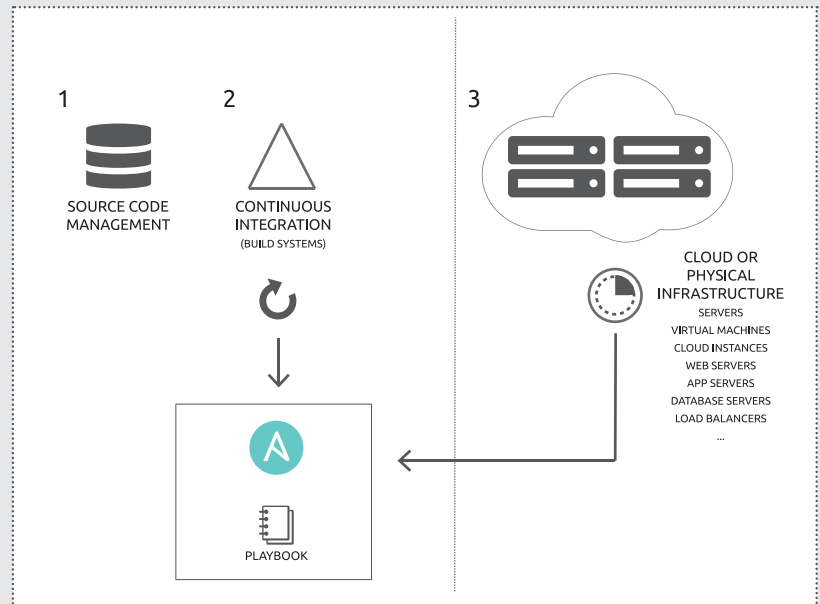 1
SOURCE CODE
MANAGEMENT
2
CONTINUOUS
INTEGRATION
(BUILD SYSTEMS)
3
CLOUD OR
PHYSICAL
INFRASTRUCTURE
SERVERS
VIRTUAL MACHINES
CLOUD INSTANCES
WEB SERVERS
APP SERVERS
DATABASE SERVERS
LOAD BALANCERS
...
A
PLAYBOOK